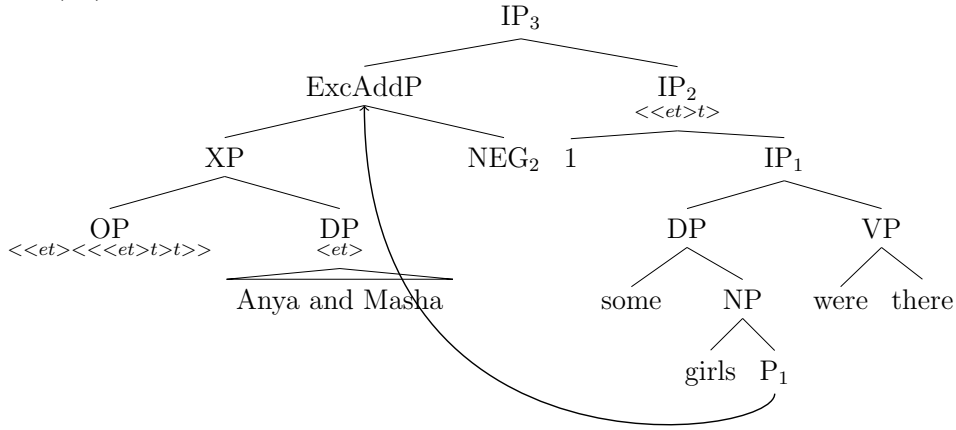 IP₃
ExcAddP IP₂
<<et>t>
XP NEG₂ 1 IP₁
OP DP DP VP
<<et><<<et>t>t>> <et>
Anya and Masha some NP were there
girls P₁